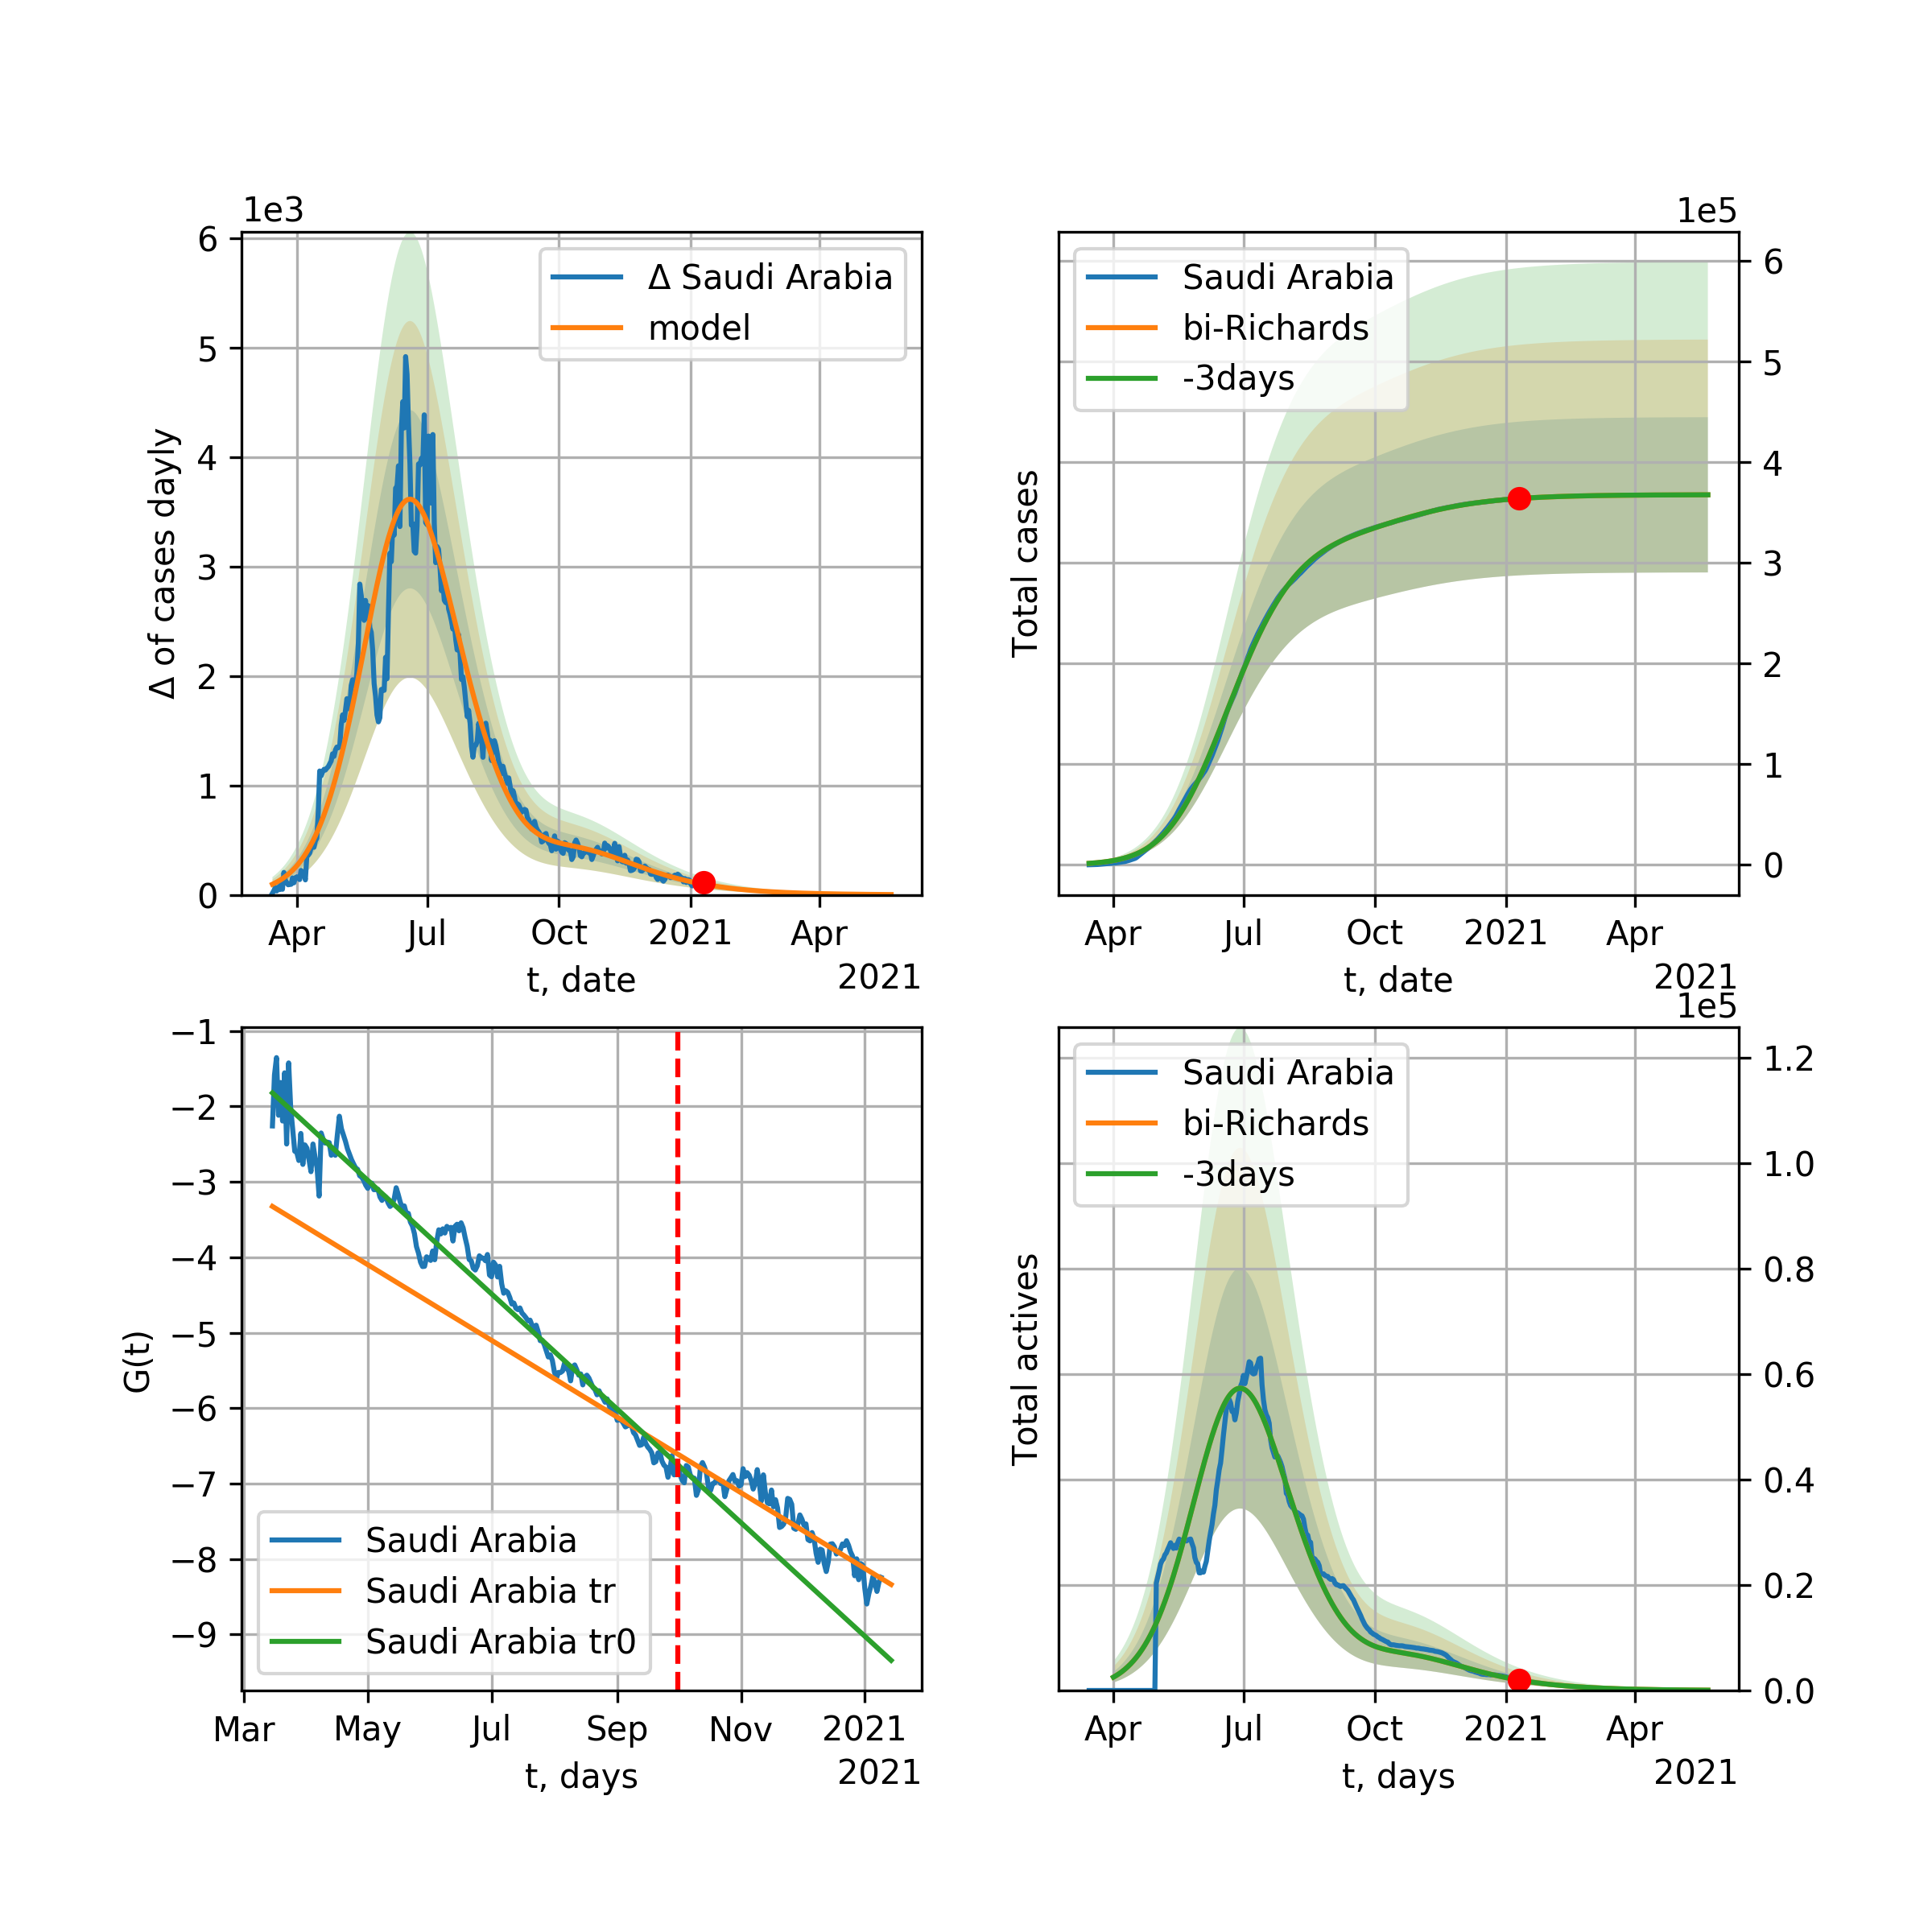 1e3
6
5
4
3
2
1
0
Δ of cases dayly
Δ Saudi Arabia
model
Apr Jul Oct 2021 Apr
t, date
2021
1e5
6
5
4
3
2
1
0
Total cases
Saudi Arabia
bi-Richards
-3days
Apr Jul Oct 2021 Apr
t, date
2021
−1
−2
−3
−4
−5
−6
−7
−8
−9
G(t)
Saudi Arabia
Saudi Arabia tr
Saudi Arabia tr0
Mar May Jul Sep Nov 2021
t, days
2021
1e5
1.2
1.0
0.8
0.6
0.4
0.2
0.0
Total actives
Saudi Arabia
bi-Richards
-3days
Apr Jul Oct 2021 Apr
t, days
2021